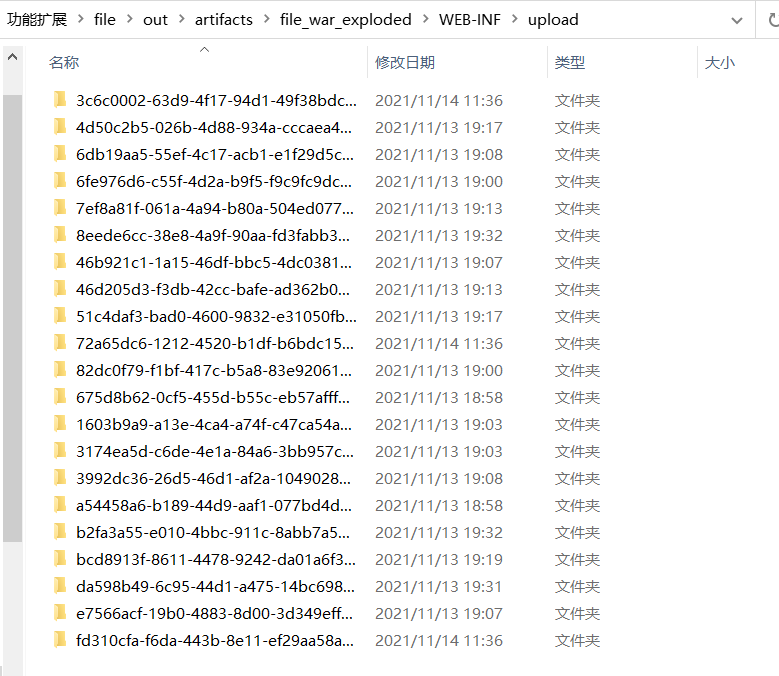 功能扩展 > file > out > artifacts > file_war_exploded > WEB-INF > upload
名称 修改日期 类型 大小
3c6c0002-63d9-4f17-94d1-49f38bdc... 2021/11/14 11:36 文件夹
4d50c2b5-026b-4d88-934a-cccaea4... 2021/11/13 19:17 文件夹
6db19aa5-55ef-4c17-acb1-e1f29d5c... 2021/11/13 19:08 文件夹
6fe976d6-c55f-4d2a-b9f5-f9c9fc9dc... 2021/11/13 19:00 文件夹
7ef8a81f-061a-4a94-b80a-504ed077... 2021/11/13 19:13 文件夹
8eede6cc-38e8-4a9f-90aa-fd3fabb3... 2021/11/13 19:32 文件夹
46b921c1-1a15-46df-bbc5-4dc0381... 2021/11/13 19:07 文件夹
46d205d3-f3db-42cc-bafe-ad362b0... 2021/11/13 19:13 文件夹
51c4daf3-bad0-4600-9832-e31050fb... 2021/11/13 19:17 文件夹
72a65dc6-1212-4520-b1df-b6bdc15... 2021/11/14 11:36 文件夹
82dc0f79-f1bf-417c-b5a8-83e92061... 2021/11/13 19:00 文件夹
675d8b62-0cf5-455d-b55c-eb57afff... 2021/11/13 18:58 文件夹
1603b9a9-a13e-4ca4-a74f-c47ca54a... 2021/11/13 19:03 文件夹
3174ea5d-c6de-4e1a-84a6-3bb957c... 2021/11/13 19:03 文件夹
3992dc36-26d5-46d1-af2a-1049028... 2021/11/13 19:08 文件夹
a54458a6-b189-44d9-aaf1-077bd4d... 2021/11/13 18:58 文件夹
b2fa3a55-e010-4bbc-911c-8abb7a5... 2021/11/13 19:32 文件夹
bcd8913f-8611-4478-9242-da01a6f3... 2021/11/13 19:19 文件夹
da598b49-6c95-44d1-a475-14bc698... 2021/11/13 19:31 文件夹
e7566acf-19b0-4883-8d00-3d349eff... 2021/11/13 19:07 文件夹
fd310cfa-f6da-443b-8e11-ef29aa58a... 2021/11/14 11:36 文件夹